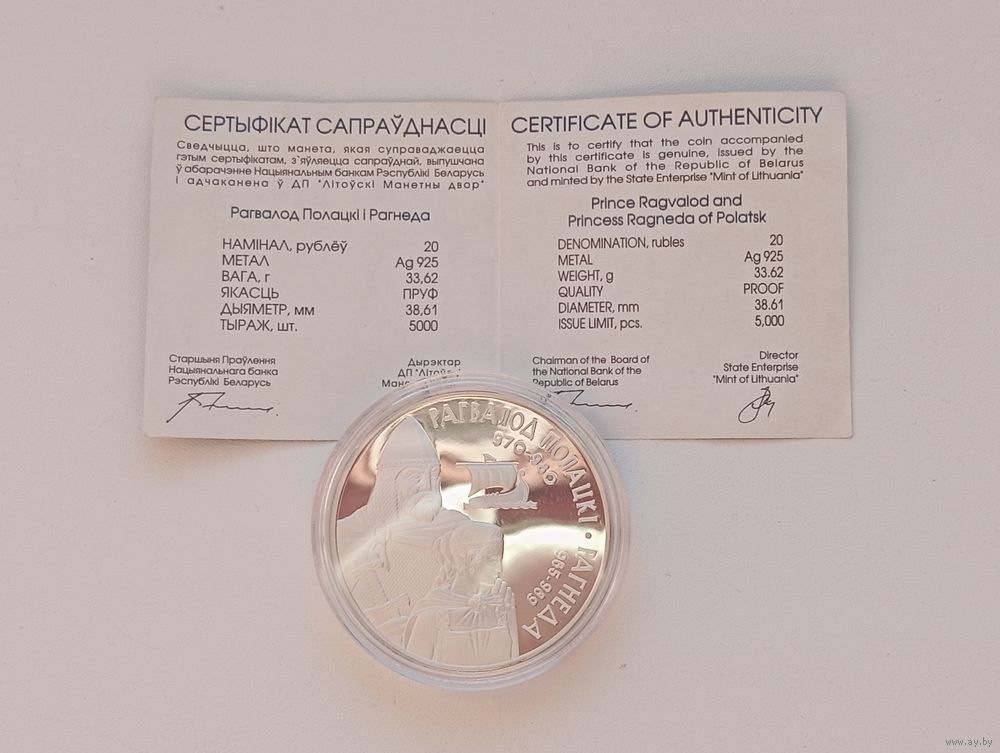 СЕРТЫФІКАТ САПРАЎДНАСЦІ
Сведчыцца, што манета, якая суправаджаецца
гэтым сертыфікатам, з`яўляецца сапраўднай, выпушчана
ў абарачэнне Нацыянальным банкам Рэспублікі Беларусь
і адчаканена ў ДП "Літоўскі Манетны двор"
Рагвалод Полацкі і Рагнеда
НАМІНАЛ, рублёў 20
МЕТАЛ Ag 925
ВАГА, г 33,62
ЯКАСЦЬ ПРУФ
ДЫЯМЕТР, мм 38,61
ТЫРАЖ, шт. 5000
Старшыня Праўлення
Нацыянальнага банка
Рэспублікі Беларусь
Дырэктар
ДП "Літоўс
Мане
CERTIFICATE OF AUTHENTICITY
This is to certify that the coin accompanied
by this certificate is genuine, issued by the
National Bank of the Republic of Belarus
and minted by the State Enterprise "Mint of Lithuania"
Prince Ragvalod and
Princess Ragneda of Polatsk
DENOMINATION, rubles 20
METAL Ag 925
WEIGHT, g 33.62
QUALITY PROOF
DIAMETER, mm 38.61
ISSUE LIMIT, pcs. 5,000
Chairman of the Board of
the National Bank of the
Republic of Belarus
Director
State Enterprise
"Mint of Lithuania"
РАГВАЛОД ПОЛАЦКІ • РАГНЕДА
970-980
965-989
www.ay.by